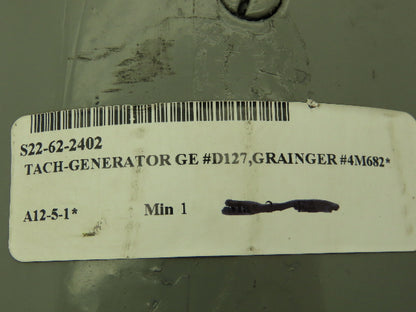 S22-62-2402
TACH-GENERATOR GE #D127,GRAINGER #4M682*
A12-5-1* Min 1